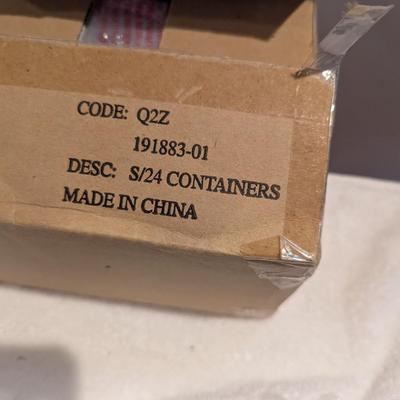 CODE: Q2Z
191883-01
DESC: S/24 CONTAINERS
MADE IN CHINA